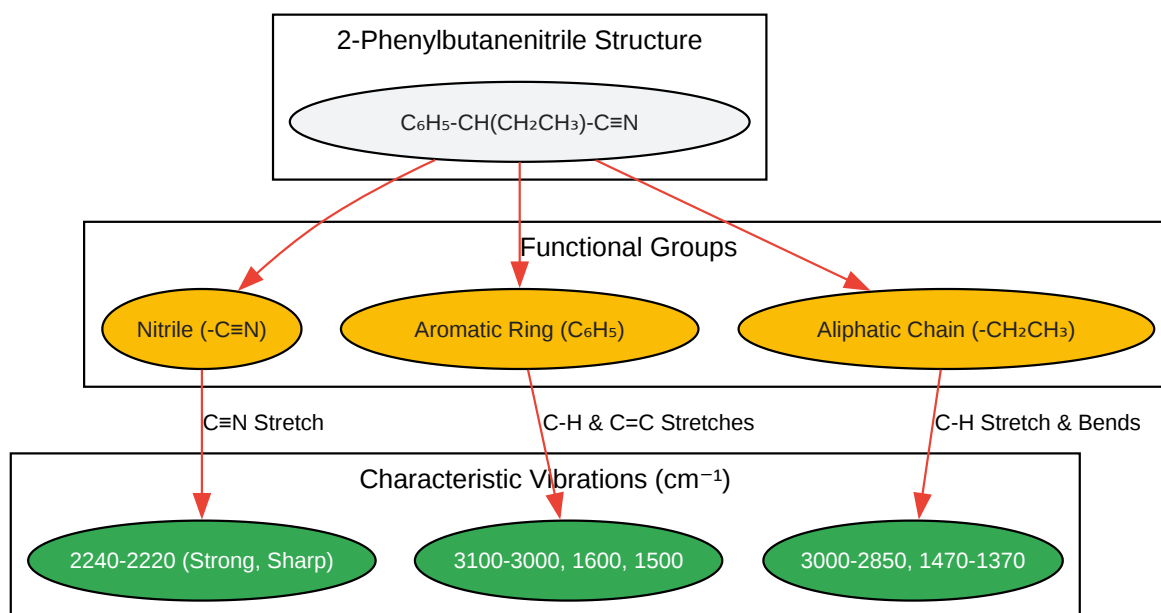 2-Phenylbutanenitrile Structure
C₆H₅-CH(CH₂CH₃)-C≡N
Functional Groups
Nitrile (-C≡N)
Aromatic Ring (C₆H₅)
Aliphatic Chain (-CH₂CH₃)
C≡N Stretch
C-H & C=C Stretches
C-H Stretch & Bends
Characteristic Vibrations (cm⁻¹)
2240-2220 (Strong, Sharp)
3100-3000, 1600, 1500
3000-2850, 1470-1370